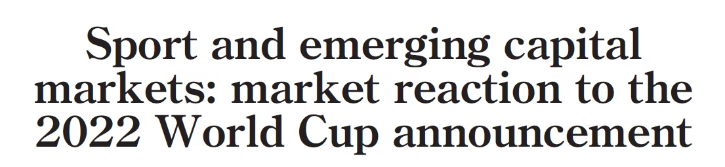 Sport and emerging capital
markets: market reaction to the
2022 World Cup announcement